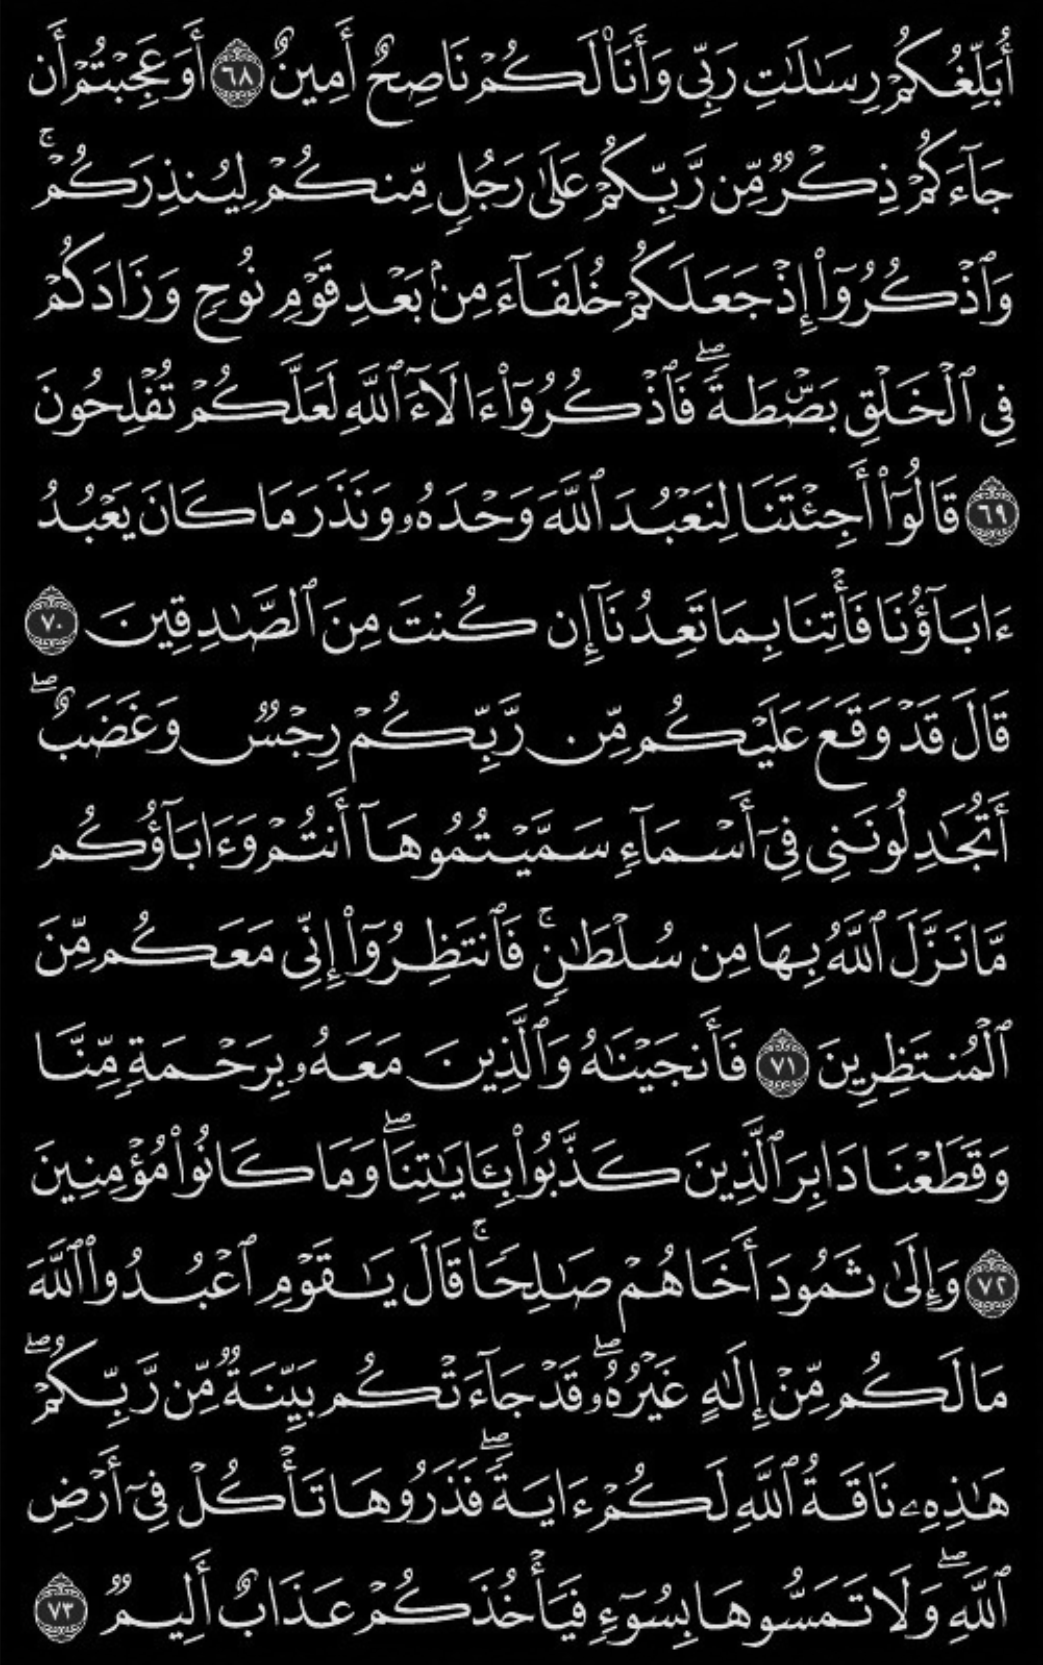 أُبَلِّغُكُمْ رِسَـٰلَـٰتِ رَبِّى وَأَنَا۠ لَكُمْ نَاصِحٌ أَمِينٌ ٦٨ أَوَعَجِبْتُمْ أَن
جَآءَكُمْ ذِكْرٌ مِّن رَّبِّكُمْ عَلَىٰ رَجُلٍ مِّنكُمْ لِيُنذِرَكُمْ ۚ
وَٱذْكُرُوٓا۟ إِذْ جَعَلَكُمْ خُلَفَآءَ مِنۢ بَعْدِ قَوْمِ نُوحٍ وَزَادَكُمْ
فِى ٱلْخَلْقِ بَصْۜطَةً ۖ فَٱذْكُرُوٓا۟ ءَالَآءَ ٱللَّهِ لَعَلَّكُمْ تُفْلِحُونَ
٦٩ قَالُوٓا۟ أَجِئْتَنَا لِنَعْبُدَ ٱللَّهَ وَحْدَهُۥ وَنَذَرَ مَا كَانَ يَعْبُدُ
ءَابَآؤُنَا فَأْتِنَا بِمَا تَعِدُنَآ إِن كُنتَ مِنَ ٱلصَّـٰدِقِينَ ٧٠
قَالَ قَدْ وَقَعَ عَلَيْكُم مِّن رَّبِّكُمْ رِجْسٌ وَغَضَبٌ ۖ
أَتُجَـٰدِلُونَنِى فِىٓ أَسْمَآءٍ سَمَّيْتُمُوهَآ أَنتُمْ وَءَابَآؤُكُم
مَّا نَزَّلَ ٱللَّهُ بِهَا مِن سُلْطَـٰنٍ ۚ فَٱنتَظِرُوٓا۟ إِنِّى مَعَكُم مِّنَ
ٱلْمُنتَظِرِينَ ٧١ فَأَنجَيْنَـٰهُ وَٱلَّذِينَ مَعَهُۥ بِرَحْمَةٍ مِّنَّا
وَقَطَعْنَا دَابِرَ ٱلَّذِينَ كَذَّبُوا۟ بِـَٔايَـٰتِنَا ۖ وَمَا كَانُوا۟ مُؤْمِنِينَ
٧٢ وَإِلَىٰ ثَمُودَ أَخَاهُمْ صَـٰلِحًا ۚ قَالَ يَـٰقَوْمِ ٱعْبُدُوا۟ ٱللَّهَ
مَا لَكُم مِّنْ إِلَـٰهٍ غَيْرُهُۥ ۖ قَدْ جَآءَتْكُم بَيِّنَةٌ مِّن رَّبِّكُمْ ۖ
هَـٰذِهِۦ نَاقَةُ ٱللَّهِ لَكُمْ ءَايَةً ۖ فَذَرُوهَا تَأْكُلْ فِىٓ أَرْضِ
ٱللَّهِ ۖ وَلَا تَمَسُّوهَا بِسُوٓءٍ فَيَأْخُذَكُمْ عَذَابٌ أَلِيمٌ ٧٣